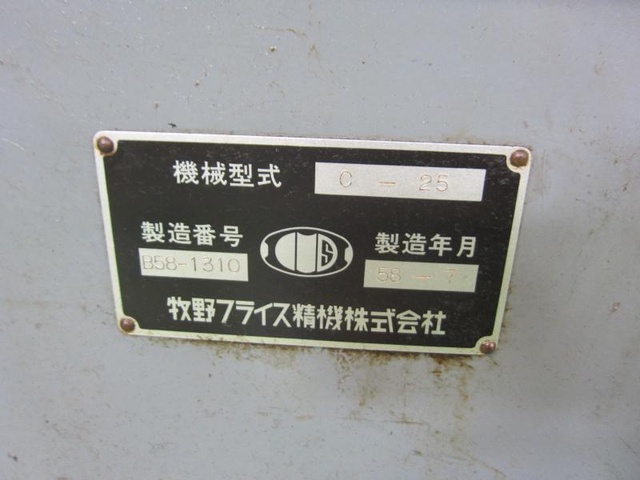 機械型式 C - 25
製造番号 製造年月
B58-1310 58 - 7
牧野フライス精機株式会社